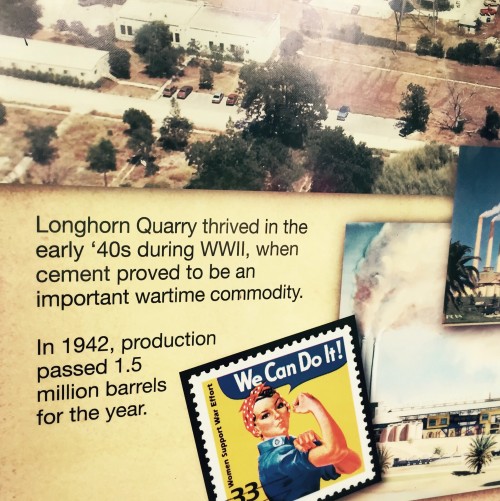 Longhorn Quarry thrived in the
early ‘40s during WWII, when
cement proved to be an
important wartime commodity.
In 1942, production
passed 1.5
million barrels
for the year.
We Can Do It!
Women Support War Effort
33